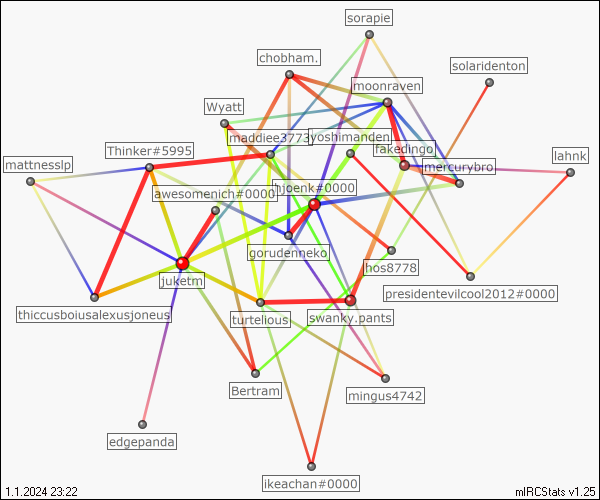 sorapie
chobham.
solaridenton
moonraven
Wyatt
maddiee3773
yoshimanden.
Thinker#5995
fakedingo
mattnesslp
mercurybro
lahnk
awesomenich#0000
hjoenk#0000
gorudenneko
hos8778
juketm
presidentevilcool2012#0000
thiccusboiusalexusjoneus
turtelious
swanky.pants
Bertram
mingus4742
edgepanda
ikeachan#0000
1.1.2024 23:22
mIRCStats v1.25